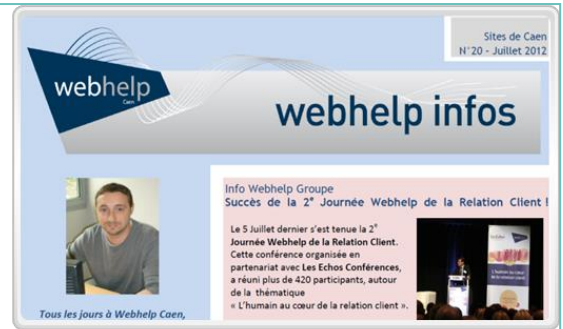 Sites de Caen
N°20 - Juillet 2012
webhelp
Caen
webhelp infos
Info Webhelp Groupe
Succès de la 2e Journée Webhelp de la Relation Client !
Le 5 Juillet dernier s'est tenue la 2e
Journée Webhelp de la Relation Client.
Cette conférence organisée en
partenariat avec Les Echos Conférences,
a réuni plus de 420 participants, autour
de la thématique
« L'humain au cœur de la relation client ».
Tous les jours à Webhelp Caen,